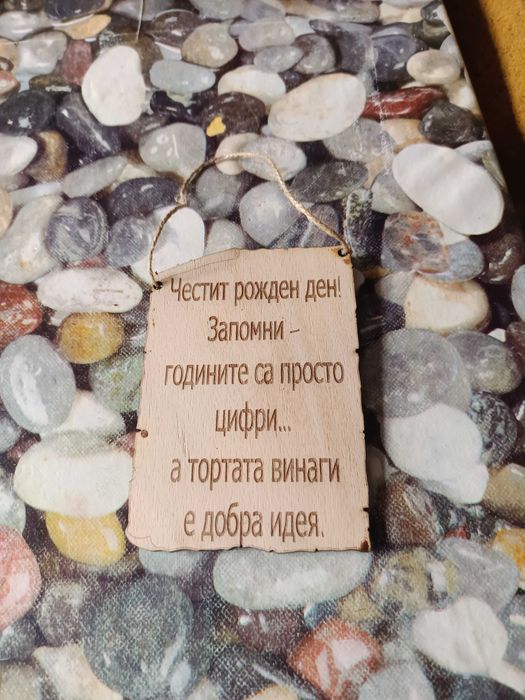 Честит рожден ден!
Запомни –
годините са просто
цифри...
а тортата винаги
е добра идея.